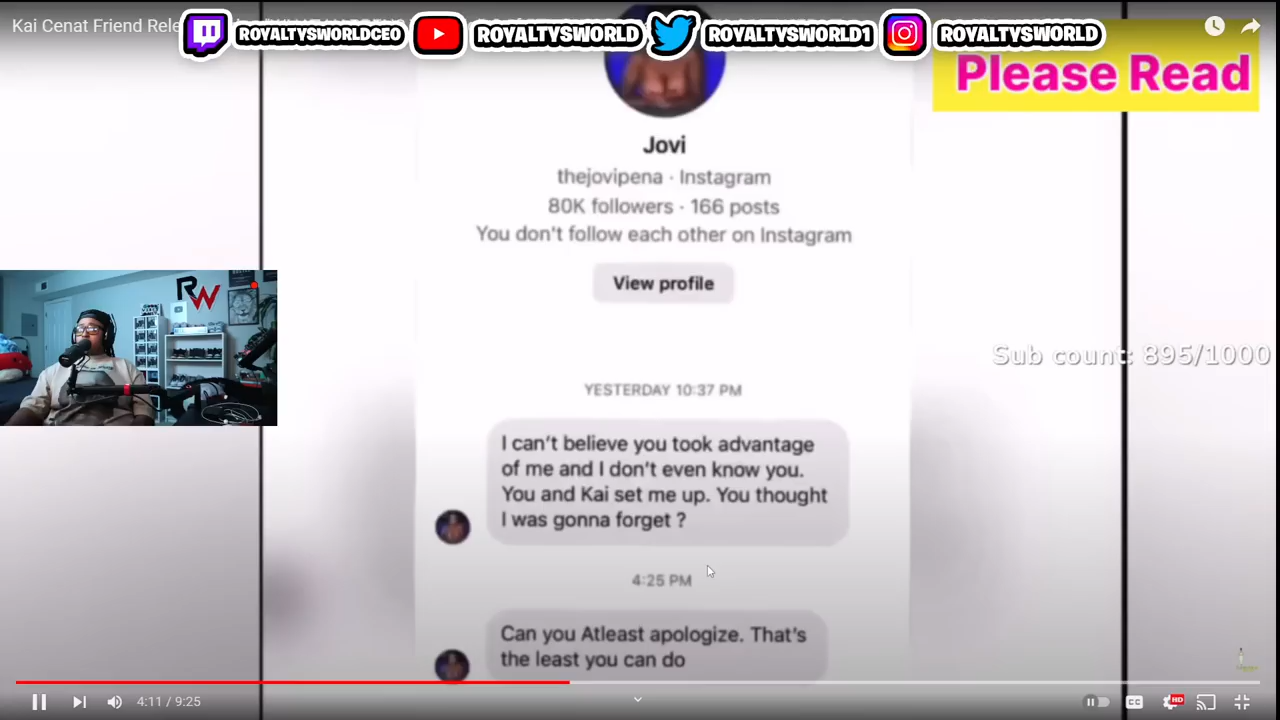 Kai Cenat Friend Rele
ROYALTYSWORLDCEO
ROYALTYSWORLD
ROYALTYSWORLD1
ROYALTYSWORLD
Please Read
Jovi
thejovipena · Instagram
80K followers · 166 posts
You don't follow each other on Instagram
View profile
RW
Sub count: 895/1000
YESTERDAY 10:37 PM
I can't believe you took advantage
of me and I don't even know you.
You and Kai set me up. You thought
I was gonna forget ?
4:25 PM
Can you Atleast apologize. That's
the least you can do
4:11 / 9:25
CC
HD